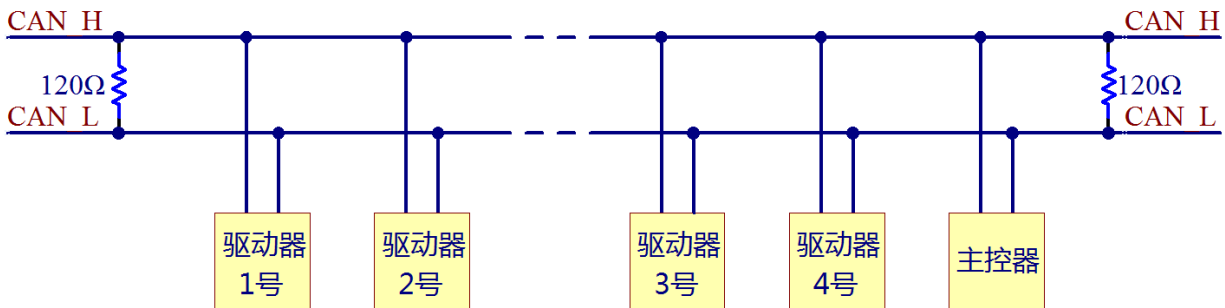 CAN H
CAN H
120Ω
120Ω
CAN L
CAN L
驱动器
1号
驱动器
2号
驱动器
3号
驱动器
4号
主控器